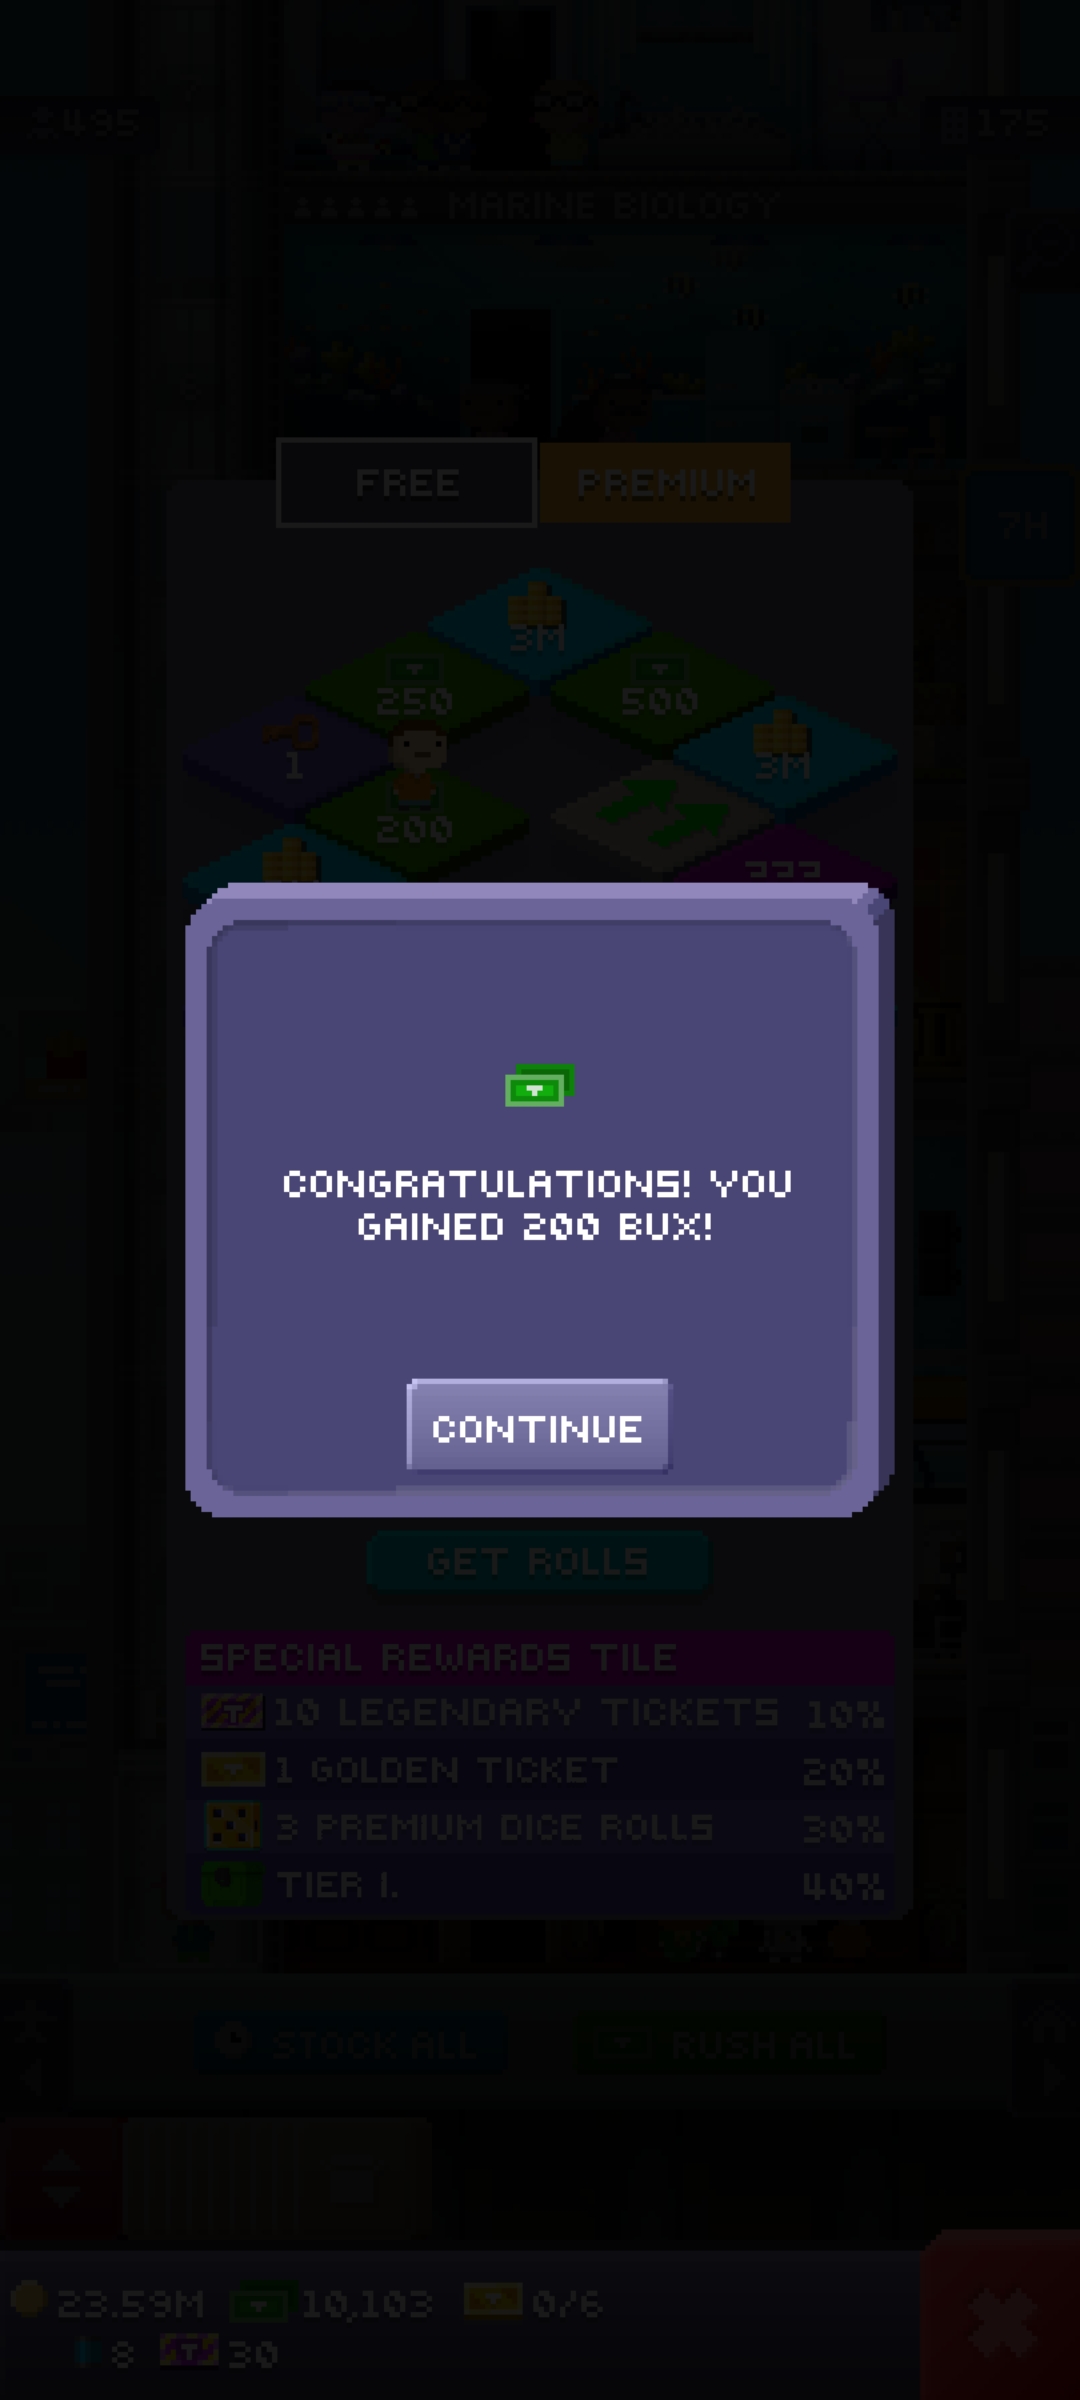 495
175
MARINE BIOLOGY
FREE
PREMIUM
7H
3M
250
500
1
3M
200
???
CONGRATULATIONS! YOU
GAINED 200 BUX!
CONTINUE
GET ROLLS
SPECIAL REWARDS TILE
10 LEGENDARY TICKETS 10%
1 GOLDEN TICKET 20%
3 PREMIUM DICE ROLLS 30%
TIER 1. 40%
STOCK ALL
RUSH ALL
23.59M 10,103 0/6
8 30